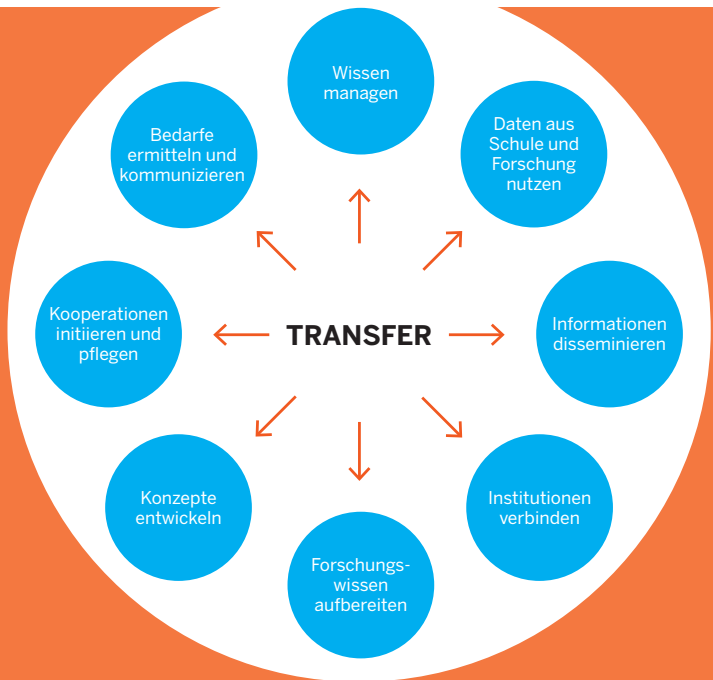 Wissen
managen
Daten aus
Schule und
Forschung
nutzen
Bedarfe
ermitteln und
kommunizieren
Kooperationen
initiieren und
pflegen
TRANSFER
Informationen
disseminieren
Konzepte
entwickeln
Institutionen
verbinden
Forschungs-
wissen
aufbereiten